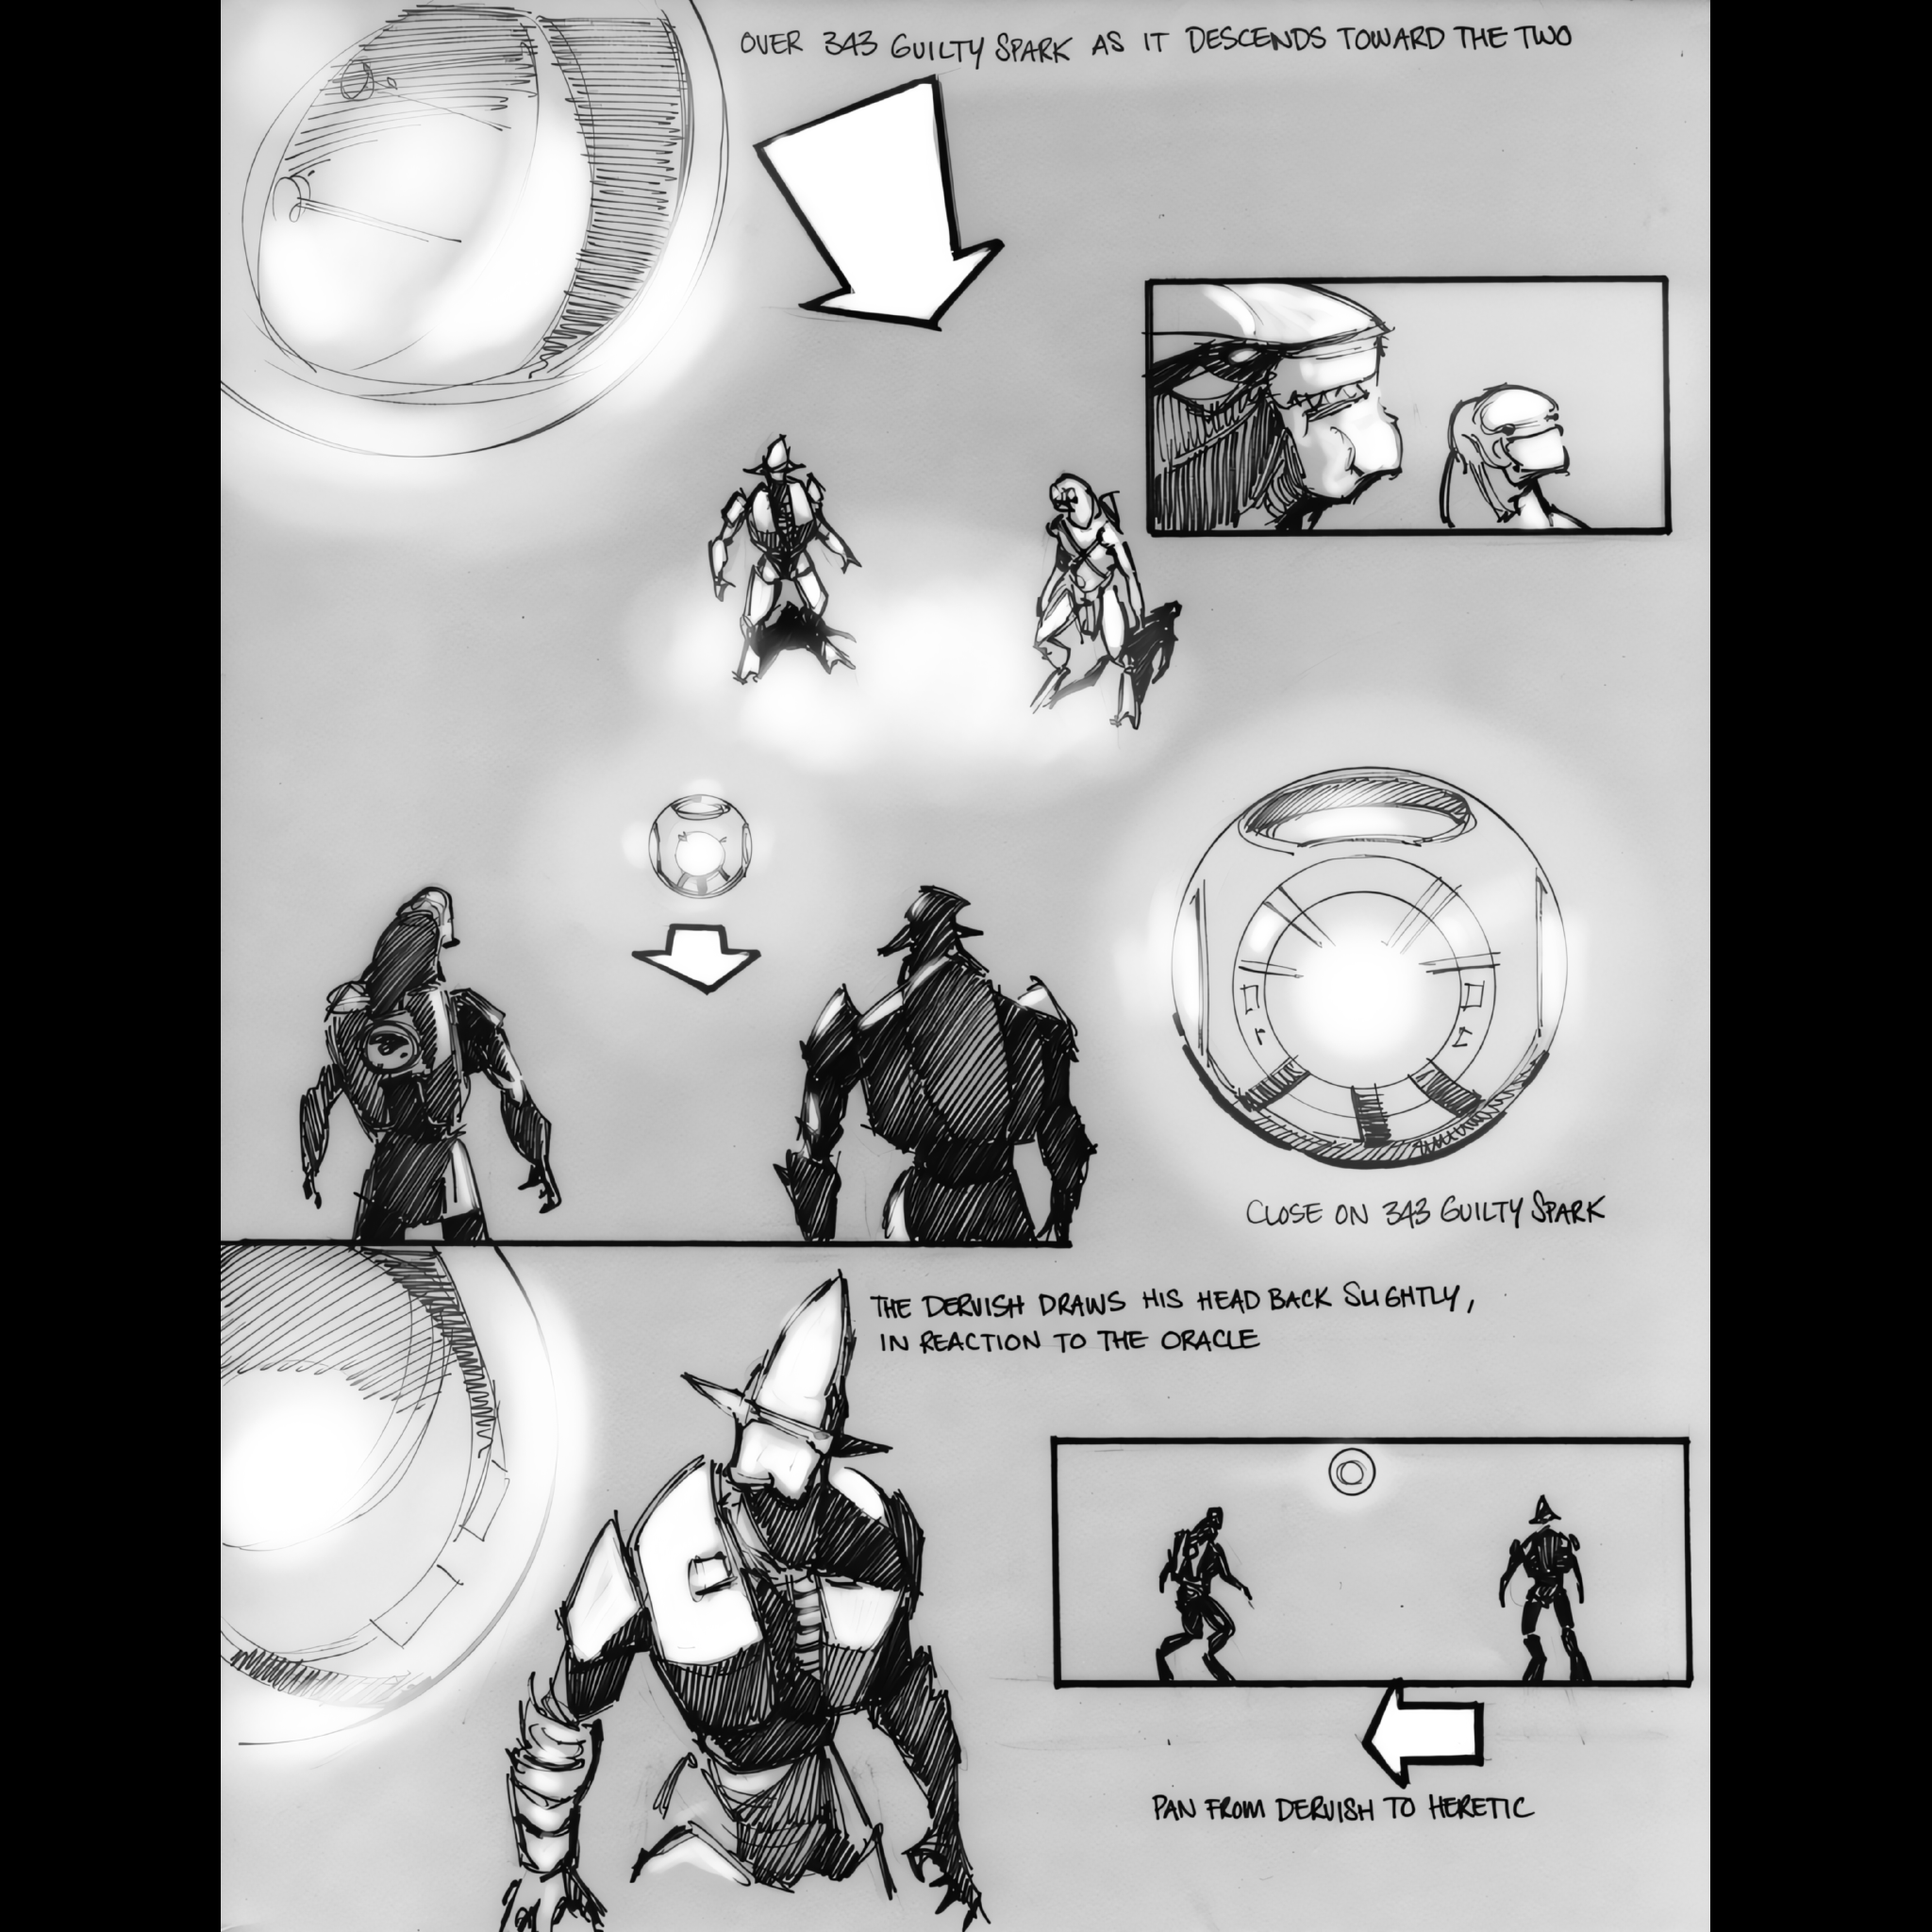 OVER 343 GUILTY SPARK AS IT DESCENDS TOWARD THE TWO
CLOSE ON 343 GUILTY SPARK
THE DERVISH DRAWS HIS HEAD BACK SLIGHTLY,
IN REACTION TO THE ORACLE
PAN FROM DERVISH TO HERETIC